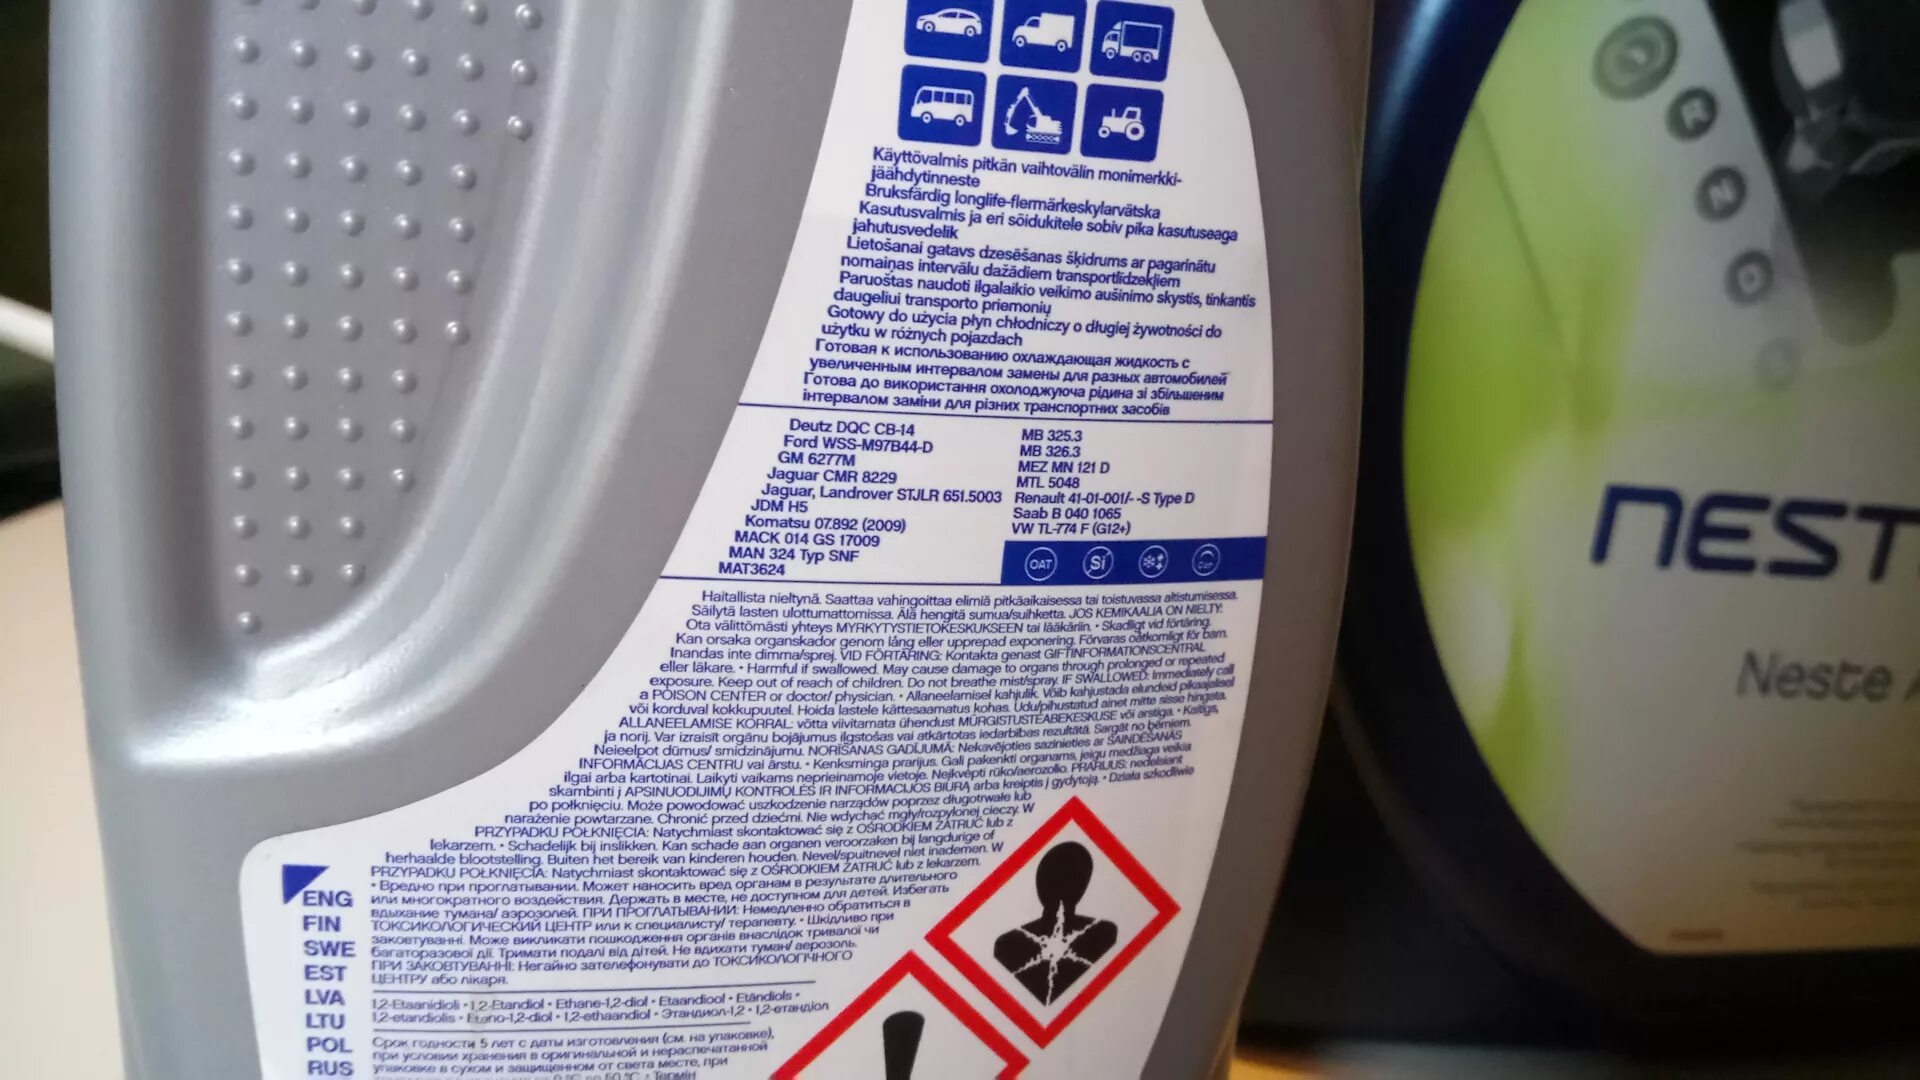 Käyttövalmis pitkän vaihtovälin monimerkki-
jäähdytinneste
Bruksfärdig longlife-flermärkeskylarvätska
Kasutusvalmis ja eri sõidukitele sobiv pika kasutuseaga
jahutusvedelik
Lietošanai gatavs dzesēšanas šķidrums ar pagarinātu
nomaiņas intervālu dažādiem transportlīdzekļiem
Paruoštas naudoti ilgalaikio veikimo aušinimo skystis, tinkantis
daugeliui transporto priemonių
Gotowy do użycia płyn chłodniczy o długiej żywotności do
użytku w różnych pojazdach
Готовая к использованию охлаждающая жидкость с
увеличенным интервалом замены для разных автомобилей
Готова до використання охолоджуюча рідина зі збільшеним
інтервалом заміни для різних транспортних засобів
Deutz DQC CB-14
Ford WSS-M97B44-D
GM 6277M
Jaguar CMR 8229
Jaguar, Landrover STJLR 651.5003
JDM H5
Komatsu 07.892 (2009)
MACK 014 GS 17009
MAN 324 Typ SNF
MAT3624
MB 325.3
MB 326.3
MEZ MN 121 D
MTL 5048
Renault 41-01-001/- -S Type D
Saab B 040 1065
VW TL-774 F (G12+)
OAT Si
Haitallista nieltynä. Saattaa vahingoittaa elimiä pitkäaikaisessa tai toistuvassa altistumisessa.
Säilytä lasten ulottumattomissa. Älä hengitä sumua/suihketta. JOS KEMIKAALIA ON NIELTY:
Ota välittömästi yhteys MYRKYTYSTIETOKESKUKSEEN tai lääkäriin. • Skadligt vid förtäring.
Kan orsaka organskador genom lång eller upprepad exponering. Förvaras oåtkomligt för barn.
Inandas inte dimma/sprej. VID FÖRTÄRING: Kontakta genast GIFTINFORMATIONSCENTRAL
eller läkare. • Harmful if swallowed. May cause damage to organs through prolonged or repeated
exposure. Keep out of reach of children. Do not breathe mist/spray. IF SWALLOWED: Immediately call
a POISON CENTER or doctor/ physician. • Allaneelamisel kahjulik. Võib kahjustada elundeid pikaajalisel
või korduval kokkupuutel. Hoida lastele kättesaamatus kohas. Udu/pihustatud ainet mitte sisse hingata.
ALLANEELAMISE KORRAL: võtta viivitamata ühendust MÜRGISTUSTEABEKESKUSE või arstiga. • Kaitīgs,
ja norij. Var izraisīt orgānu bojājumus ilgstošas vai atkārtotas iedarbības rezultātā. Sargāt no bērniem.
Neieelpot dūmus/ smidzinājumu. NORĪŠANAS GADĪJUMĀ: Nekavējoties sazinieties ar SAINDĒŠANĀS
INFORMĀCIJAS CENTRU vai ārstu. • Kenksminga prarijus. Gali pakenkti organams, jeigu medžiaga veikia
ilgai arba kartotinai. Laikyti vaikams neprieinamoje vietoje. Neįkvėpti rūko/aerozolio. PRARIJUS: nedelsiant
skambinti į APSINUODIJIMŲ KONTROLĖS IR INFORMACIJOS BIURĄ arba kreiptis į gydytoją. • Działa szkodliwie
po połknięciu. Może powodować uszkodzenie narządów poprzez długotrwałe lub
narażenie powtarzane. Chronić przed dziećmi. Nie wdychać mgły/rozpylonej cieczy. W
PRZYPADKU POŁKNIĘCIA: Natychmiast skontaktować się z OŚRODKIEM ZATRUĆ lub z
lekarzem. • Schadelijk bij inslikken. Kan schade aan organen veroorzaken bij langdurige of
herhaalde blootstelling. Buiten het bereik van kinderen houden. Nevel/spuitnevel niet inademen. W
PRZYPADKU POŁKNIĘCIA: Natychmiast skontaktować się z OŚRODKIEM ZATRUĆ lub z lekarzem.
• Вредно при проглатывании. Может наносить вред органам в результате длительного
или многократного воздействия. Держать в месте, не доступном для детей. Избегать
вдыхание тумана/ аэрозолей. ПРИ ПРОГЛАТЫВАНИИ: Немедленно обратиться в
ТОКСИКОЛОГИЧЕСКИЙ ЦЕНТР или к специалисту/ терапевту. • Шкідливо при
заковтуванні. Може викликати пошкодження органів внаслідок тривалої чи
багаторазової дії. Тримати подалі від дітей. Не вдихати туман/ аерозоль.
ПРИ ЗАКОВТУВАННІ: Негайно зателефонувати до ТОКСИКОЛОГІЧНОГО
ЦЕНТРУ або лікаря.
ENG
FIN
SWE
EST
LVA
LTU
POL
RUS
1,2-Etaanidioli • 1,2-Etandiol • Ethane-1,2-diol • Etaandiool • Etāndiols •
1,2-etandiolis • Etano-1,2-diol • 1,2-ethaandiol • Этандиол-1,2 • 1,2-етандіол
Срок годности 5 лет с даты изготовления (см. на упаковке),
при условии хранения в оригинальной и нераспечатанной
упаковке в сухом и защищенном от света месте, при
NEST
Neste